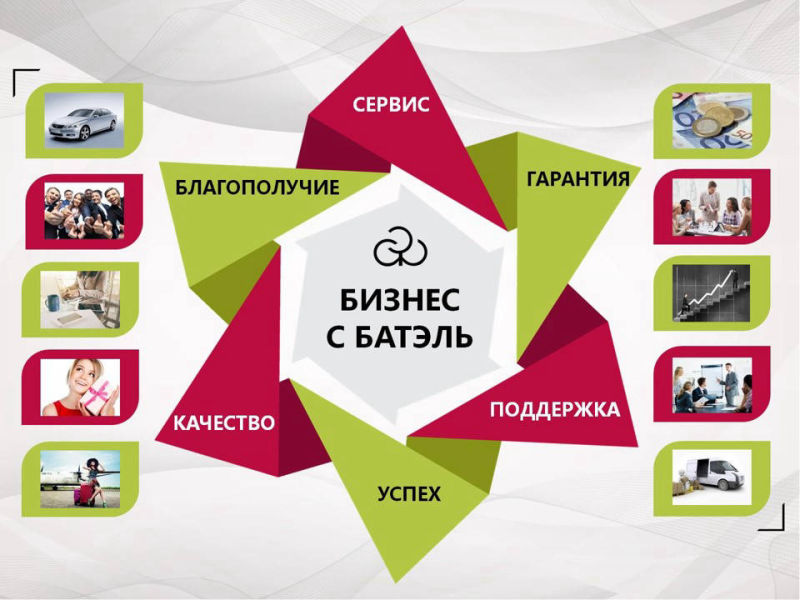 СЕРВИС
ГАРАНТИЯ
БЛАГОПОЛУЧИЕ
БИЗНЕС
С БАТЭЛЬ
ПОДДЕРЖКА
КАЧЕСТВО
УСПЕХ